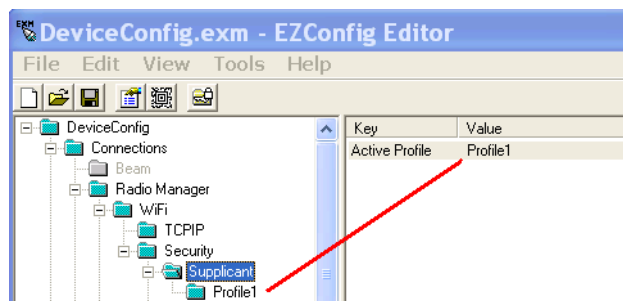 DeviceConfig.exm - EZConfig Editor
File Edit View Tools Help
DeviceConfig
Connections
Beam
Radio Manager
WiFi
TCPIP
Security
Supplicant
Profile1
Key Value
Active Profile Profile1